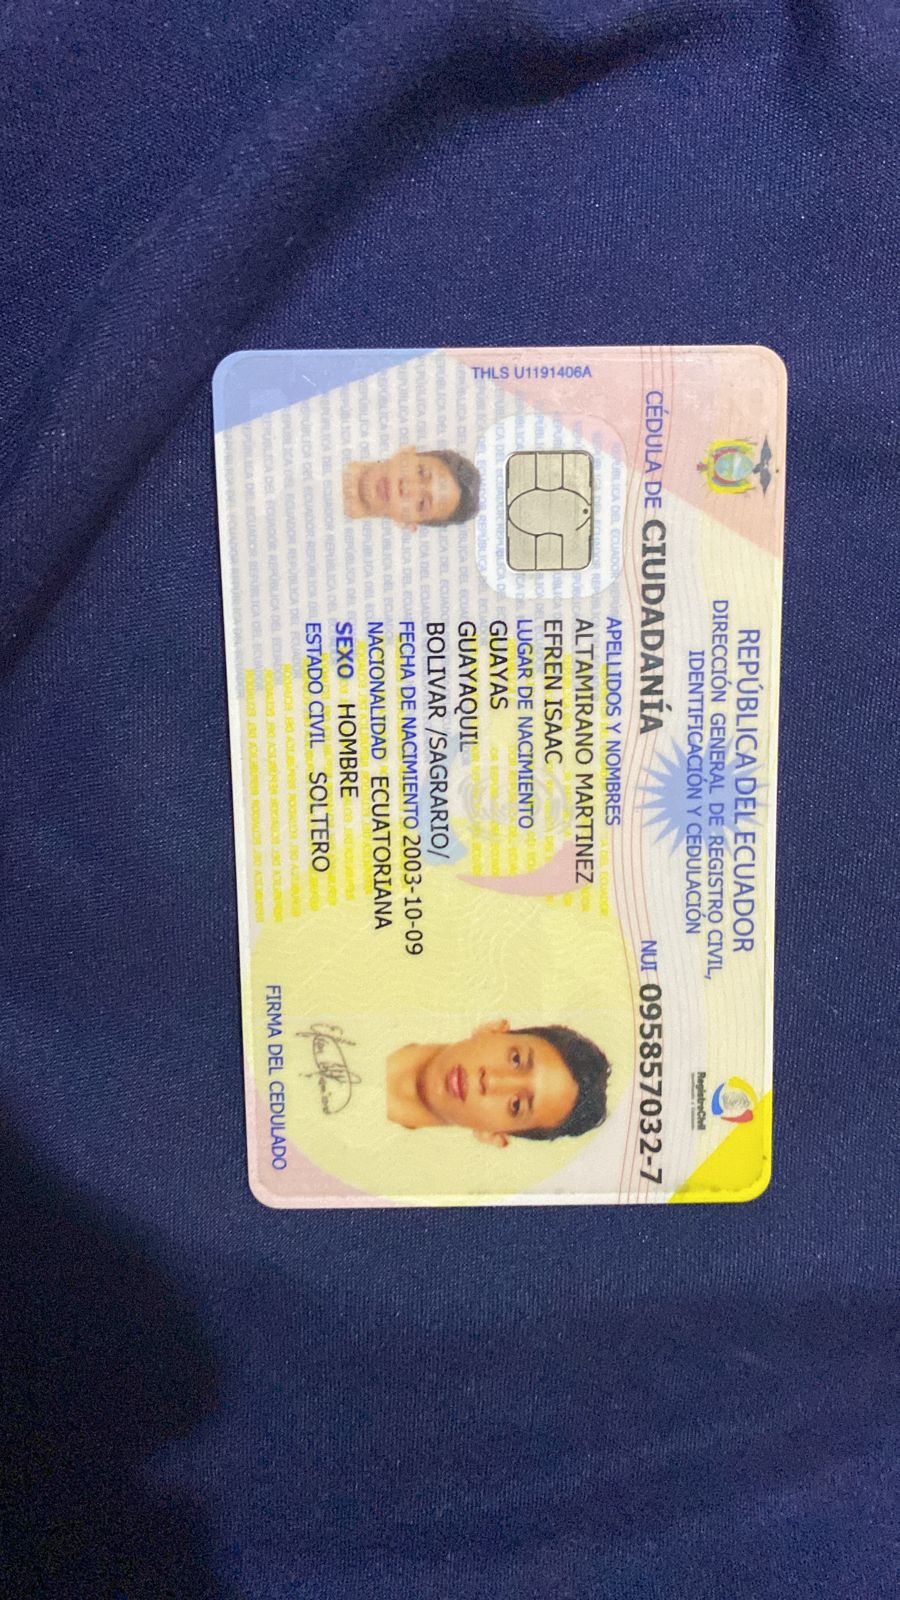 REPÚBLICA DEL ECUADOR
DIRECCIÓN GENERAL DE REGISTRO CIVIL,
IDENTIFICACIÓN Y CEDULACIÓN
RegistroCivil
CÉDULA DE CIUDADANÍA
NUI 095857032-7
APELLIDOS Y NOMBRES
ALTAMIRANO MARTINEZ
EFREN ISAAC
LUGAR DE NACIMIENTO
GUAYAS
GUAYAQUIL
BOLIVAR /SAGRARIO/
FECHA DE NACIMIENTO 2003-10-09
NACIONALIDAD ECUATORIANA
SEXO HOMBRE
ESTADO CIVIL SOLTERO
FIRMA DEL CEDULADO
THLS U1191406A